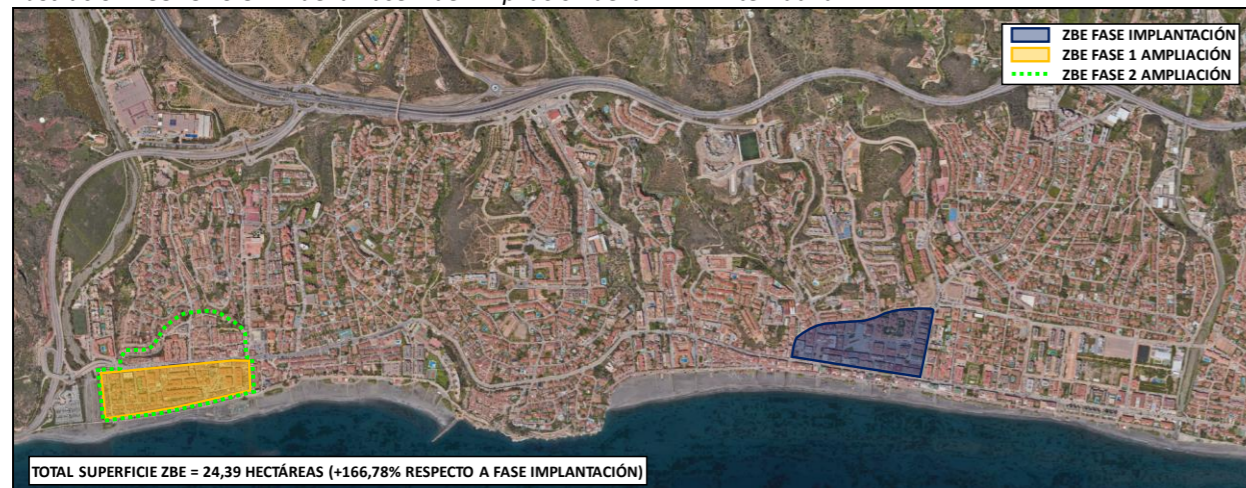 ZBE FASE IMPLANTACIÓN
ZBE FASE 1 AMPLIACIÓN
ZBE FASE 2 AMPLIACIÓN
TOTAL SUPERFICIE ZBE = 24,39 HECTÁREAS (+166,78% RESPECTO A FASE IMPLANTACIÓN)